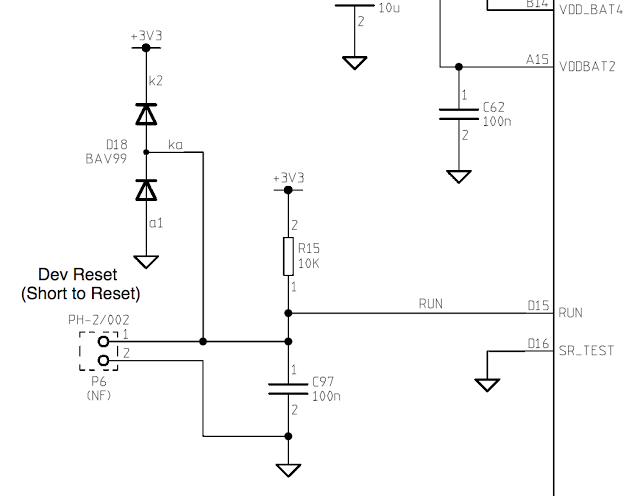 B14
VDD_BAT4
10u
2
+3V3
A15
VDDBAT2
k2
1
C62
100n
2
D18
BAV99
ka
+3V3
a1
2
R15
10K
1
Dev Reset
(Short to Reset)
RUN
D15
RUN
PH-2/002
1
2
D16
SR_TEST
P6
(NF)
1
C97
100n
2